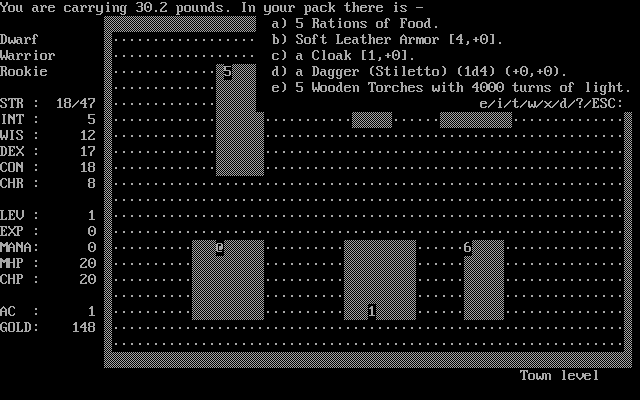 You are carrying 30.2 pounds. In your pack there is -
a) 5 Rations of Food.
Dwarf b) Soft Leather Armor [4,+0].
Warrior c) a Cloak [1,+0].
Rookie 5 d) a Dagger (Stiletto) (1d4) (+0,+0).
e) 5 Wooden Torches with 4000 turns of light.
STR : 18/47 e/i/t/w/x/d/?/ESC:
INT : 5
WIS : 12
DEX : 17
CON : 18
CHR : 8
LEV : 1
EXP : 0
MANA: 0 @ 6
MHP : 20
CHP : 20
AC : 1 1
GOLD: 148
Town level